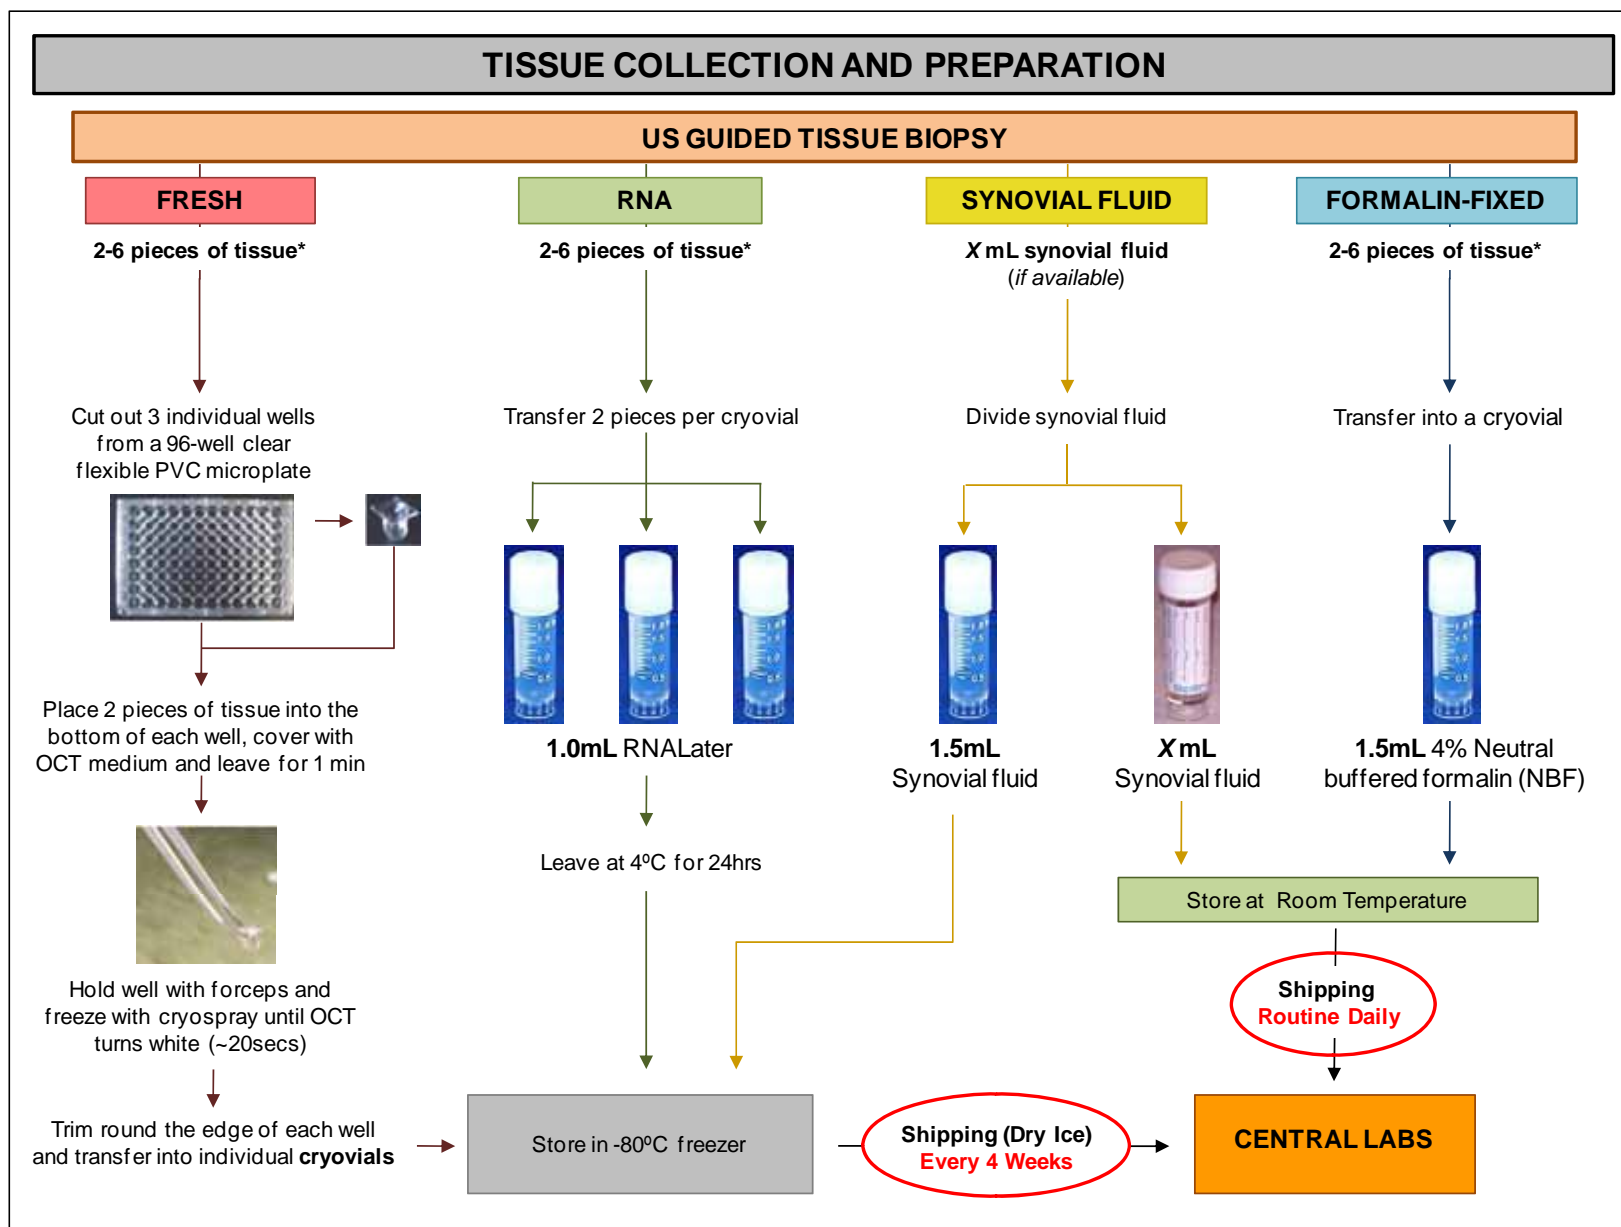 TISSUE COLLECTION AND PREPARATION
US GUIDED TISSUE BIOPSY
FRESH
2-6 pieces of tissue*
Cut out 3 individual wells
from a 96-well clear
flexible PVC microplate
Place 2 pieces of tissue into the
bottom of each well, cover with
OCT medium and leave for 1 min
Hold well with forceps and
freeze with cryospray until OCT
turns white (~20secs)
Trim round the edge of each well
and transfer into individual cryovials
RNA
2-6 pieces of tissue*
Transfer 2 pieces per cryovial
1.0mL RNALater
Leave at 4ºC for 24hrs
Store in -80ºC freezer
SYNOVIAL FLUID
X mL synovial fluid
(if available)
Divide synovial fluid
1.5mL
Synovial fluid
X mL
Synovial fluid
FORMALIN-FIXED
2-6 pieces of tissue*
Transfer into a cryovial
1.5mL 4% Neutral
buffered formalin (NBF)
Store at Room Temperature
Shipping
Routine Daily
Shipping (Dry Ice)
Every 4 Weeks
CENTRAL LABS